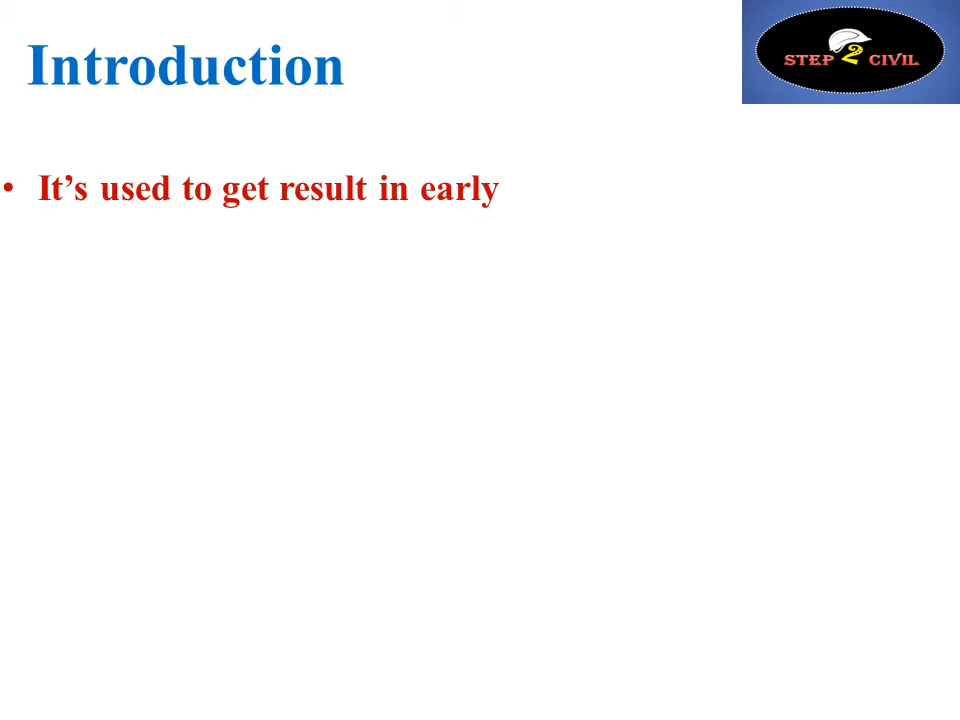 Introduction
STEP 2 CIVIL
• It’s used to get result in early